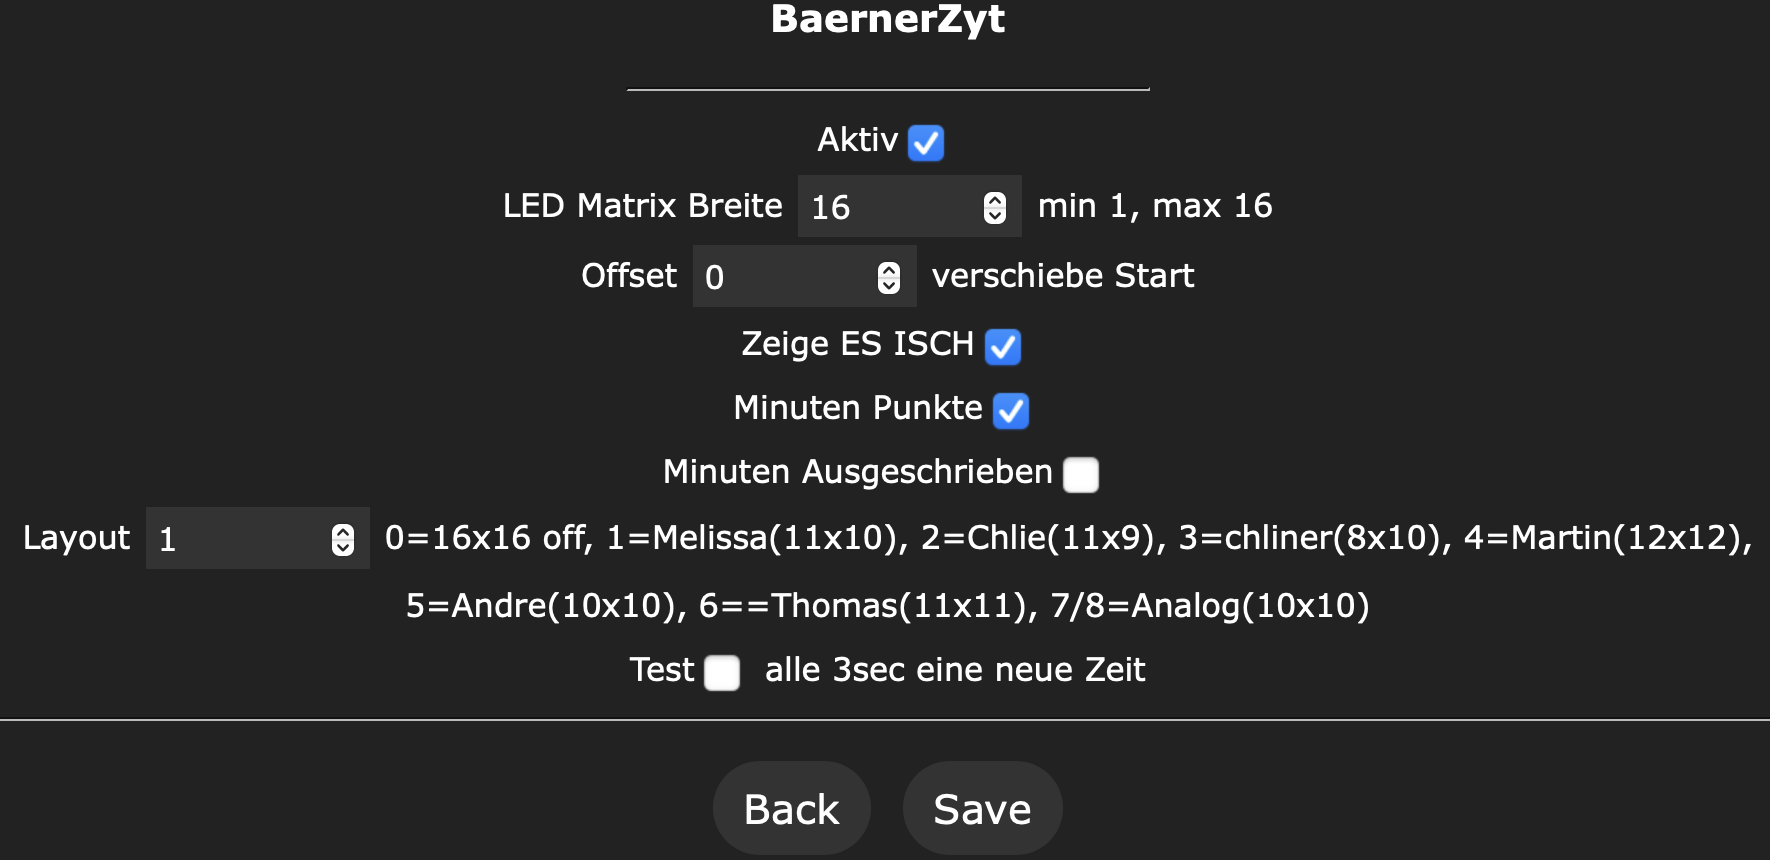 BaernerZyt
Aktiv
LED Matrix Breite 16 min 1, max 16
Offset 0 verschiebe Start
Zeige ES ISCH
Minuten Punkte
Minuten Ausgeschrieben
Layout 1 0=16x16 off, 1=Melissa(11x10), 2=Chlie(11x9), 3=chliner(8x10), 4=Martin(12x12),
5=Andre(10x10), 6==Thomas(11x11), 7/8=Analog(10x10)
Test alle 3sec eine neue Zeit
Back Save